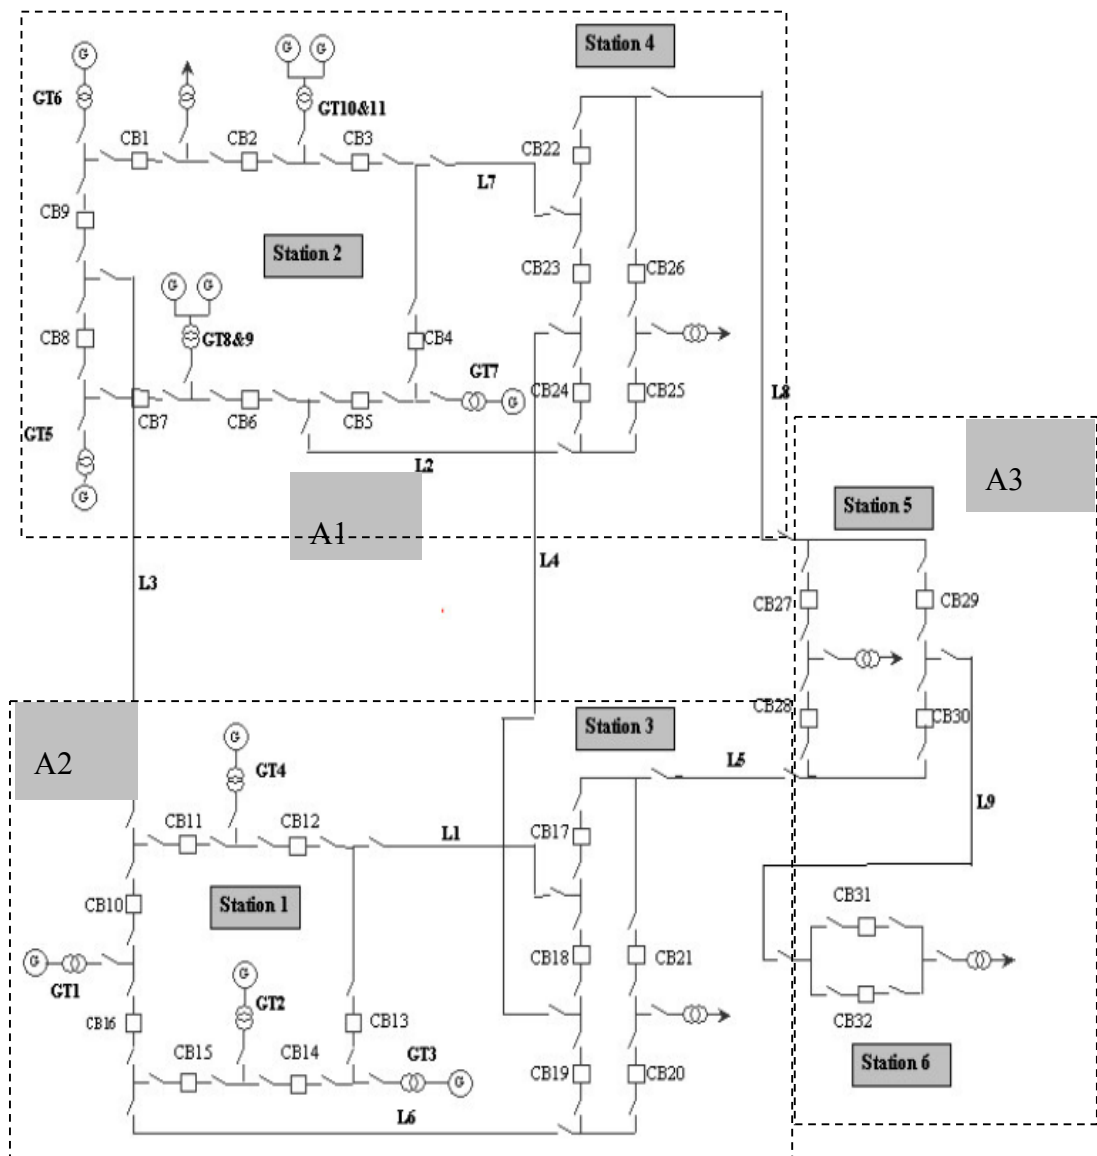 Station 4
G
G
G
GT6
GT10&11
CB1
CB2
CB3
CB22
L7
CB9
Station 2
CB23
CB26
G
G
CB8
GT8&9
CB4
GT7
CB24
CB25
L8
G
CB7
CB6
CB5
GT5
L2
A3
G
Station 5
A1
L4
L3
CB27
CB29
CB28
CB30
Station 3
A2
G
GT4
L5
L9
CB11
CB12
L1
CB17
CB10
Station 1
CB31
G
GT1
G
GT2
CB18
CB21
CB16
CB13
CB32
CB15
CB14
GT3
G
Station 6
CB19
CB20
L6